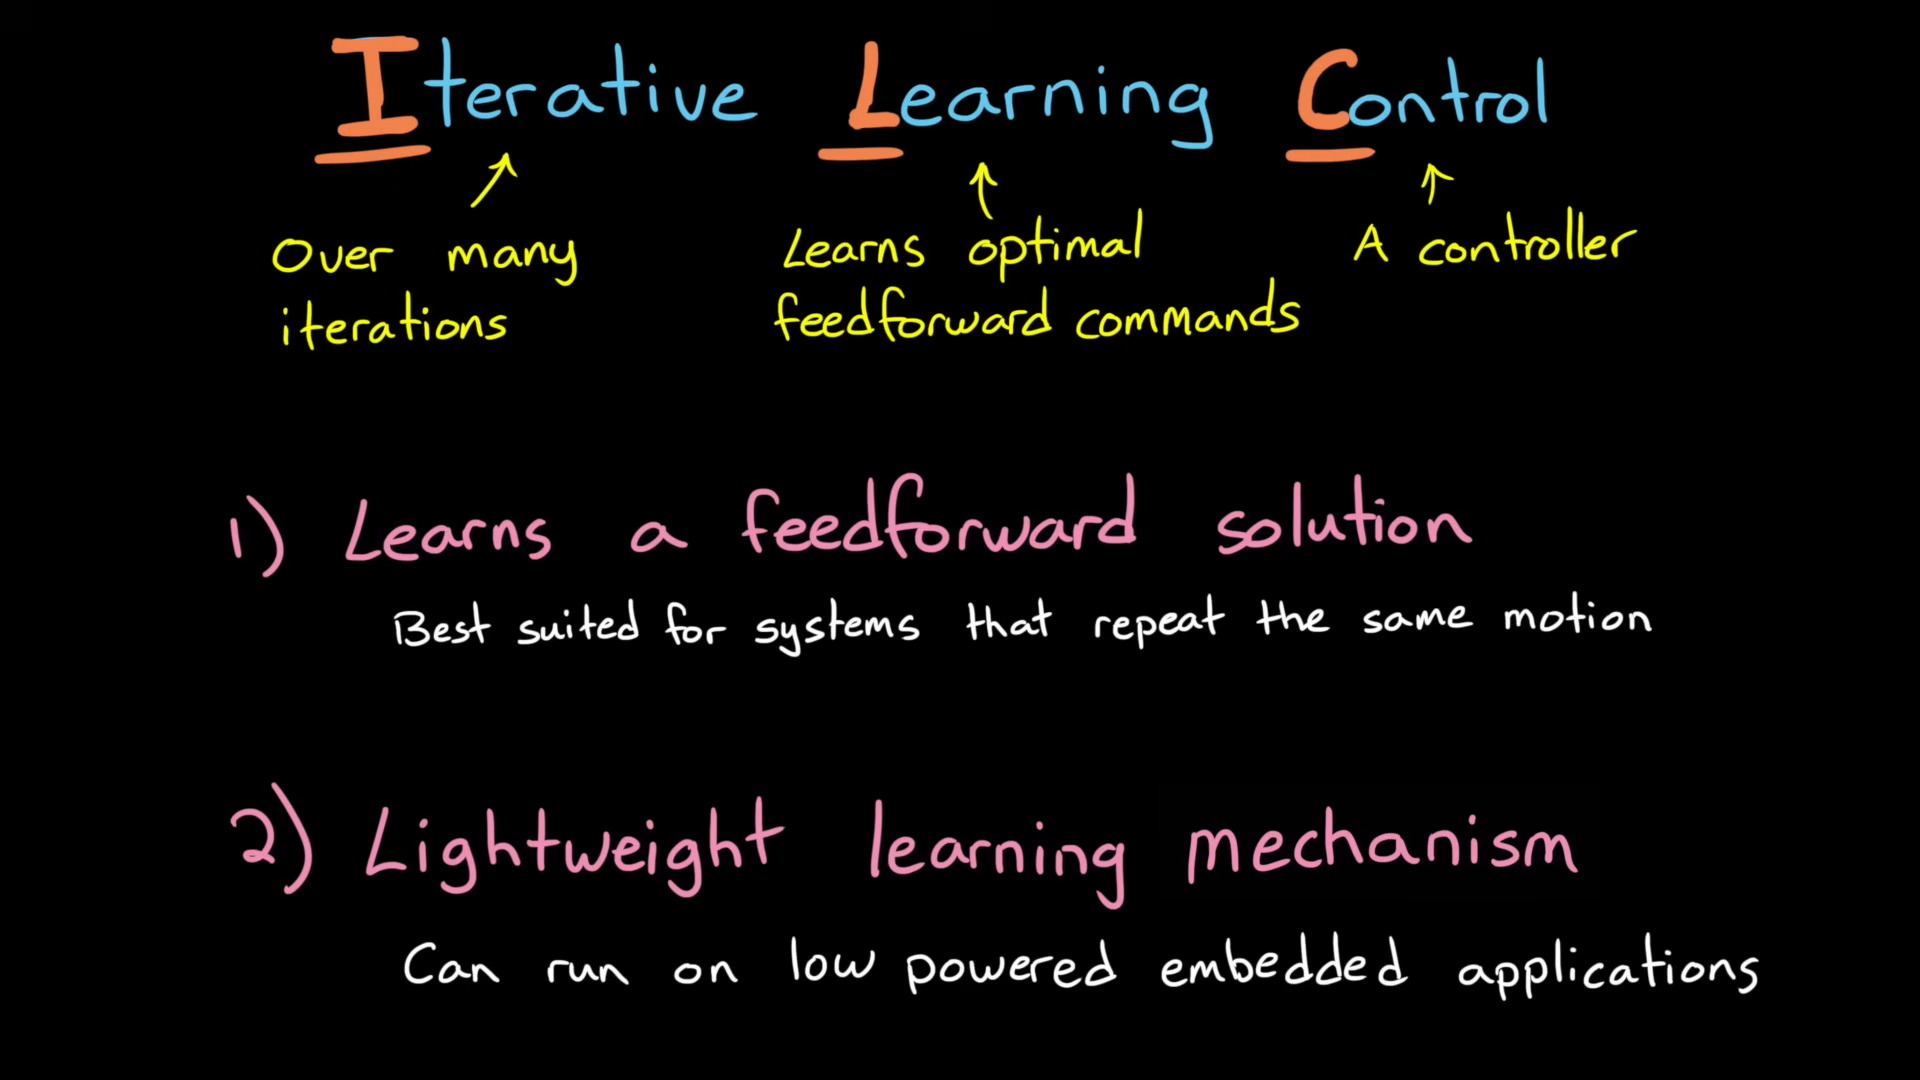 Iterative Learning Control
Over many
iterations
Learns optimal
feedforward commands
A controller
1) Learns a feedforward solution
Best suited for systems that repeat the same motion
2) Lightweight learning mechanism
Can run on low powered embedded applications